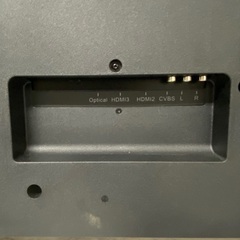 Optical HDMI3 HDMI2 CVBS L R